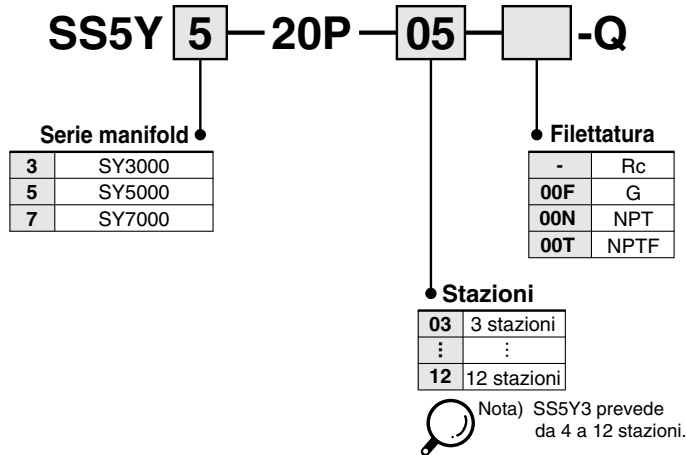 SS5Y 5 — 20P — 05 — -Q
Serie manifold
3 SY3000
5 SY5000
7 SY7000
Filettatura
- Rc
00F G
00N NPT
00T NPTF
Stazioni
03 3 stazioni
⋮ ⋮
12 12 stazioni
Nota) SS5Y3 prevede
da 4 a 12 stazioni.